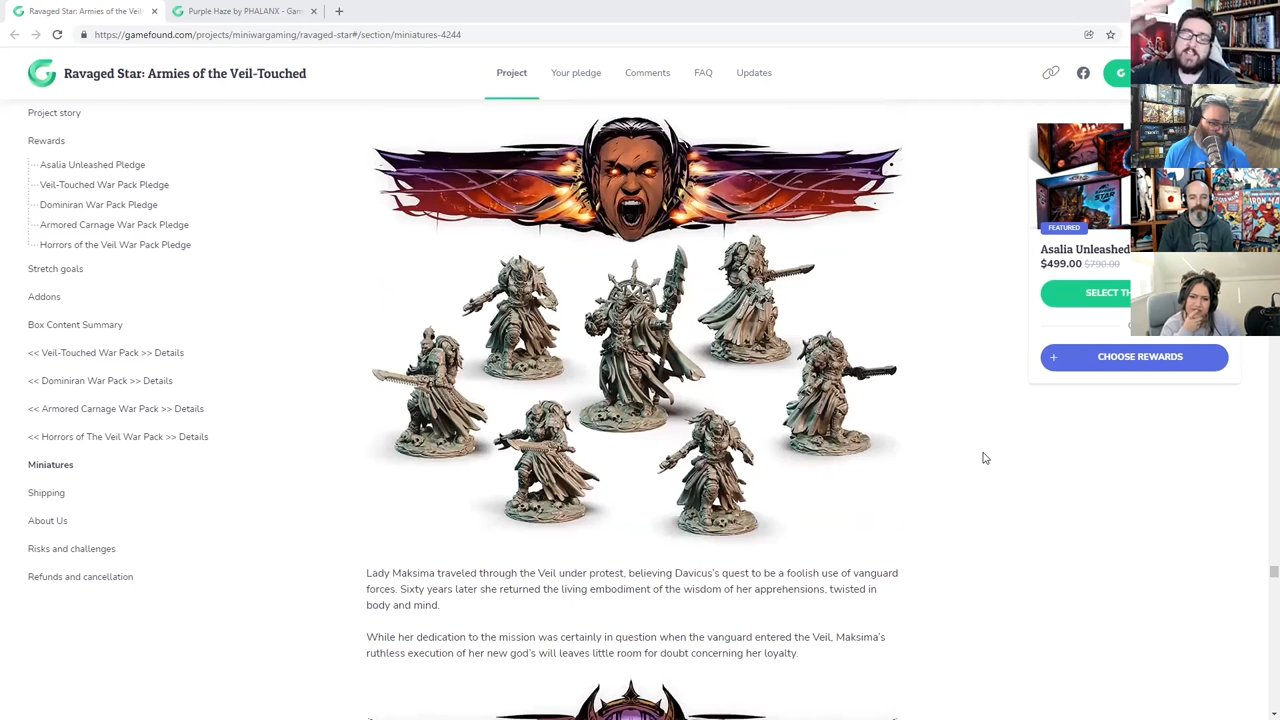 Ravaged Star: Armies of the Veil-
Purple Haze by PHALANX - Gam
https://gamefound.com/projects/miniwargaming/ravaged-star#/section/miniatures-4244
Ravaged Star: Armies of the Veil-Touched
Project
Your pledge
Comments
FAQ
Updates
Project story
Rewards
Asalia Unleashed Pledge
Veil-Touched War Pack Pledge
Dominiran War Pack Pledge
Armored Carnage War Pack Pledge
Horrors of the Veil War Pack Pledge
Stretch goals
Addons
Box Content Summary
<< Veil-Touched War Pack >> Details
<< Dominiran War Pack >> Details
<< Armored Carnage War Pack >> Details
<< Horrors of The Veil War Pack >> Details
Miniatures
Shipping
About Us
Risks and challenges
Refunds and cancellation
Lady Maksima traveled through the Veil under protest, believing Davicus's quest to be a foolish use of vanguard
forces. Sixty years later she returned the living embodiment of the wisdom of her apprehensions, twisted in
body and mind.
While her dedication to the mission was certainly in question when the vanguard entered the Veil, Maksima's
ruthless execution of her new god's will leaves little room for doubt concerning her loyalty.
STAR
FEATURED
Asalia Unleashed
$499.00 $790.00
SELECT TH
+ CHOOSE REWARDS
IRON MAN